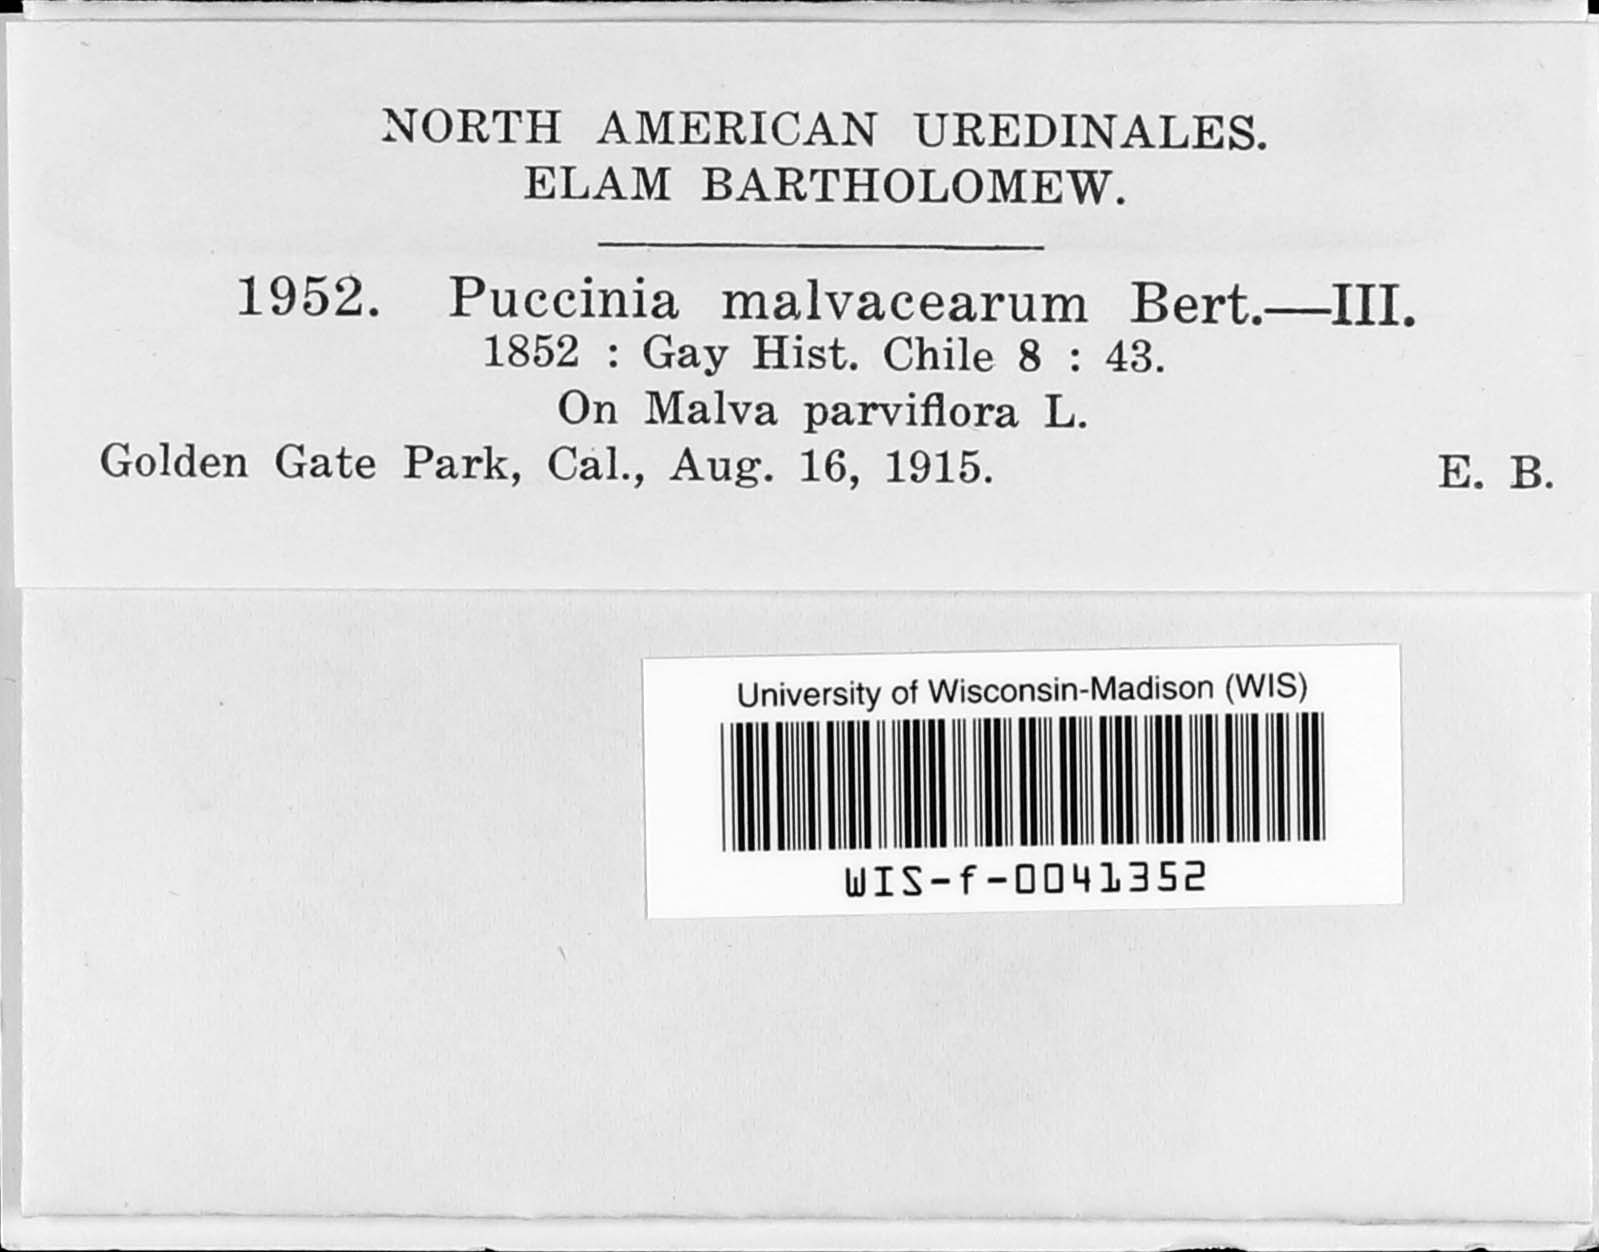 NORTH AMERICAN UREDINALES.
ELAM BARTHOLOMEW.
1952. Puccinia malvacearum Bert.—III.
1852 : Gay Hist. Chile 8 : 43.
On Malva parviflora L.
Golden Gate Park, Cal., Aug. 16, 1915. E. B.
University of Wisconsin-Madison (WIS)
WIS-f-0041352